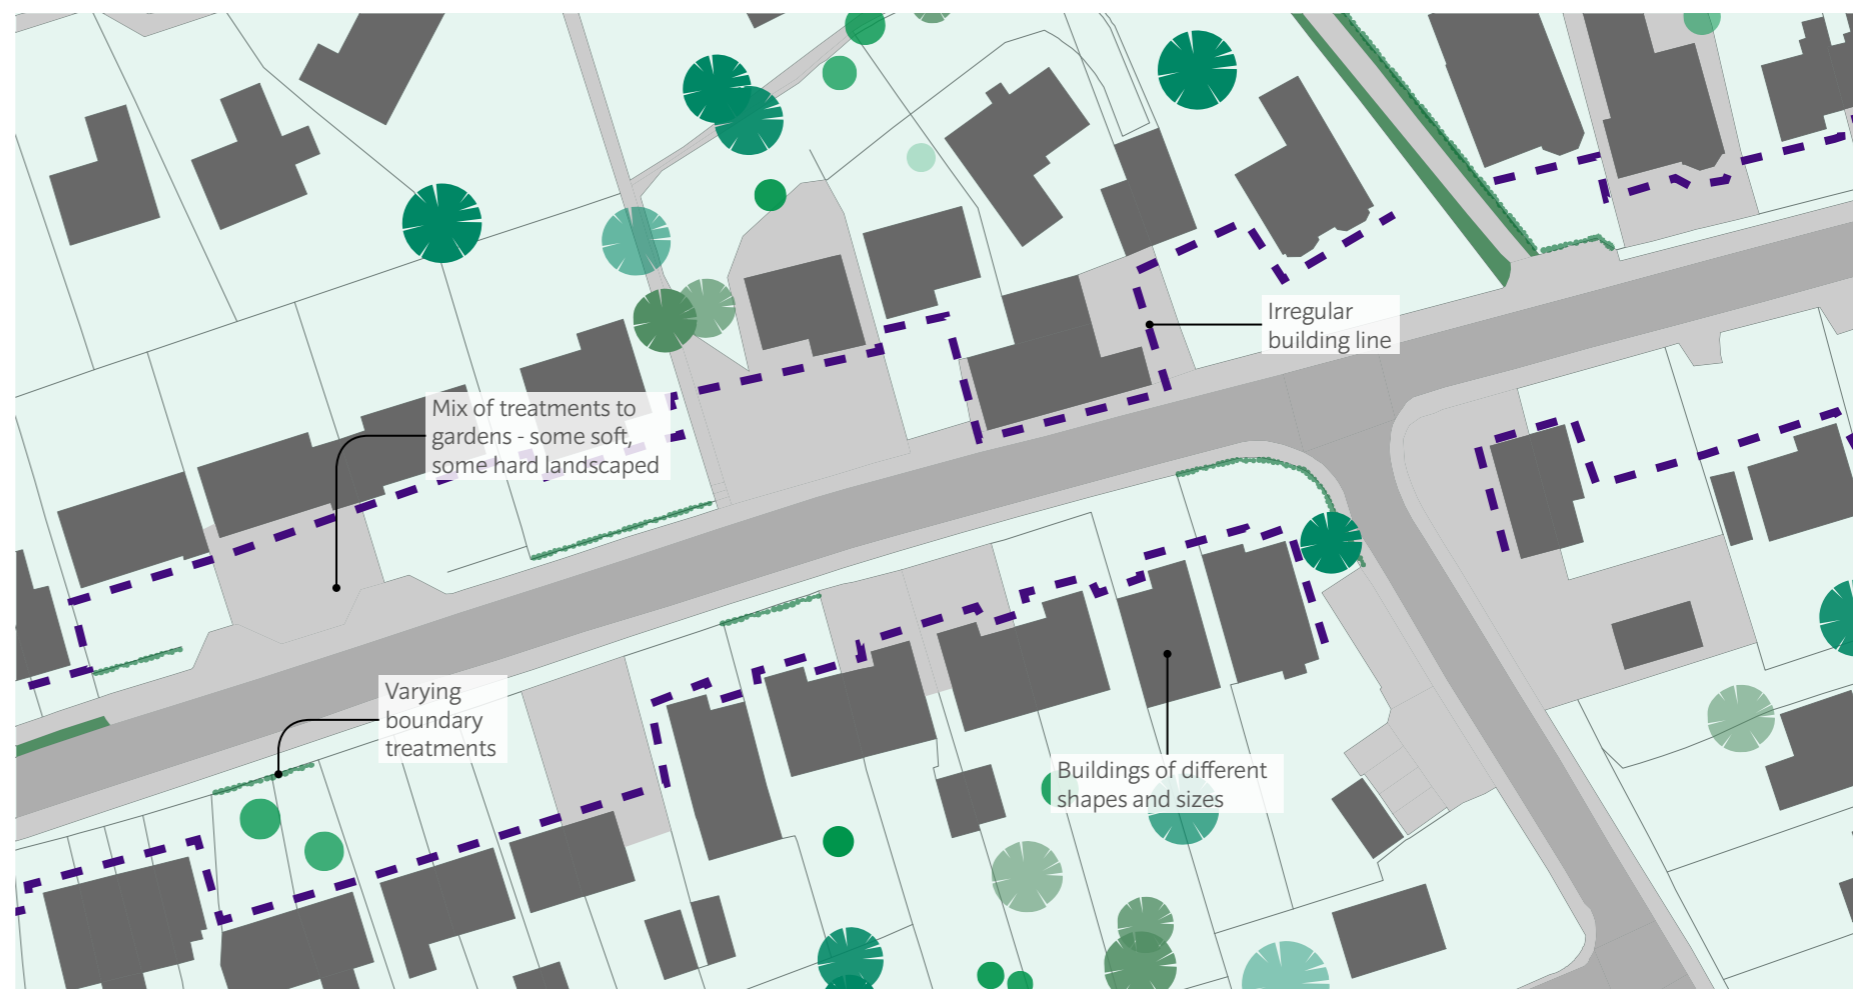 Irregular
building line
Mix of treatments to
gardens - some soft,
some hard landscaped
Varying
boundary
treatments
Buildings of different
shapes and sizes